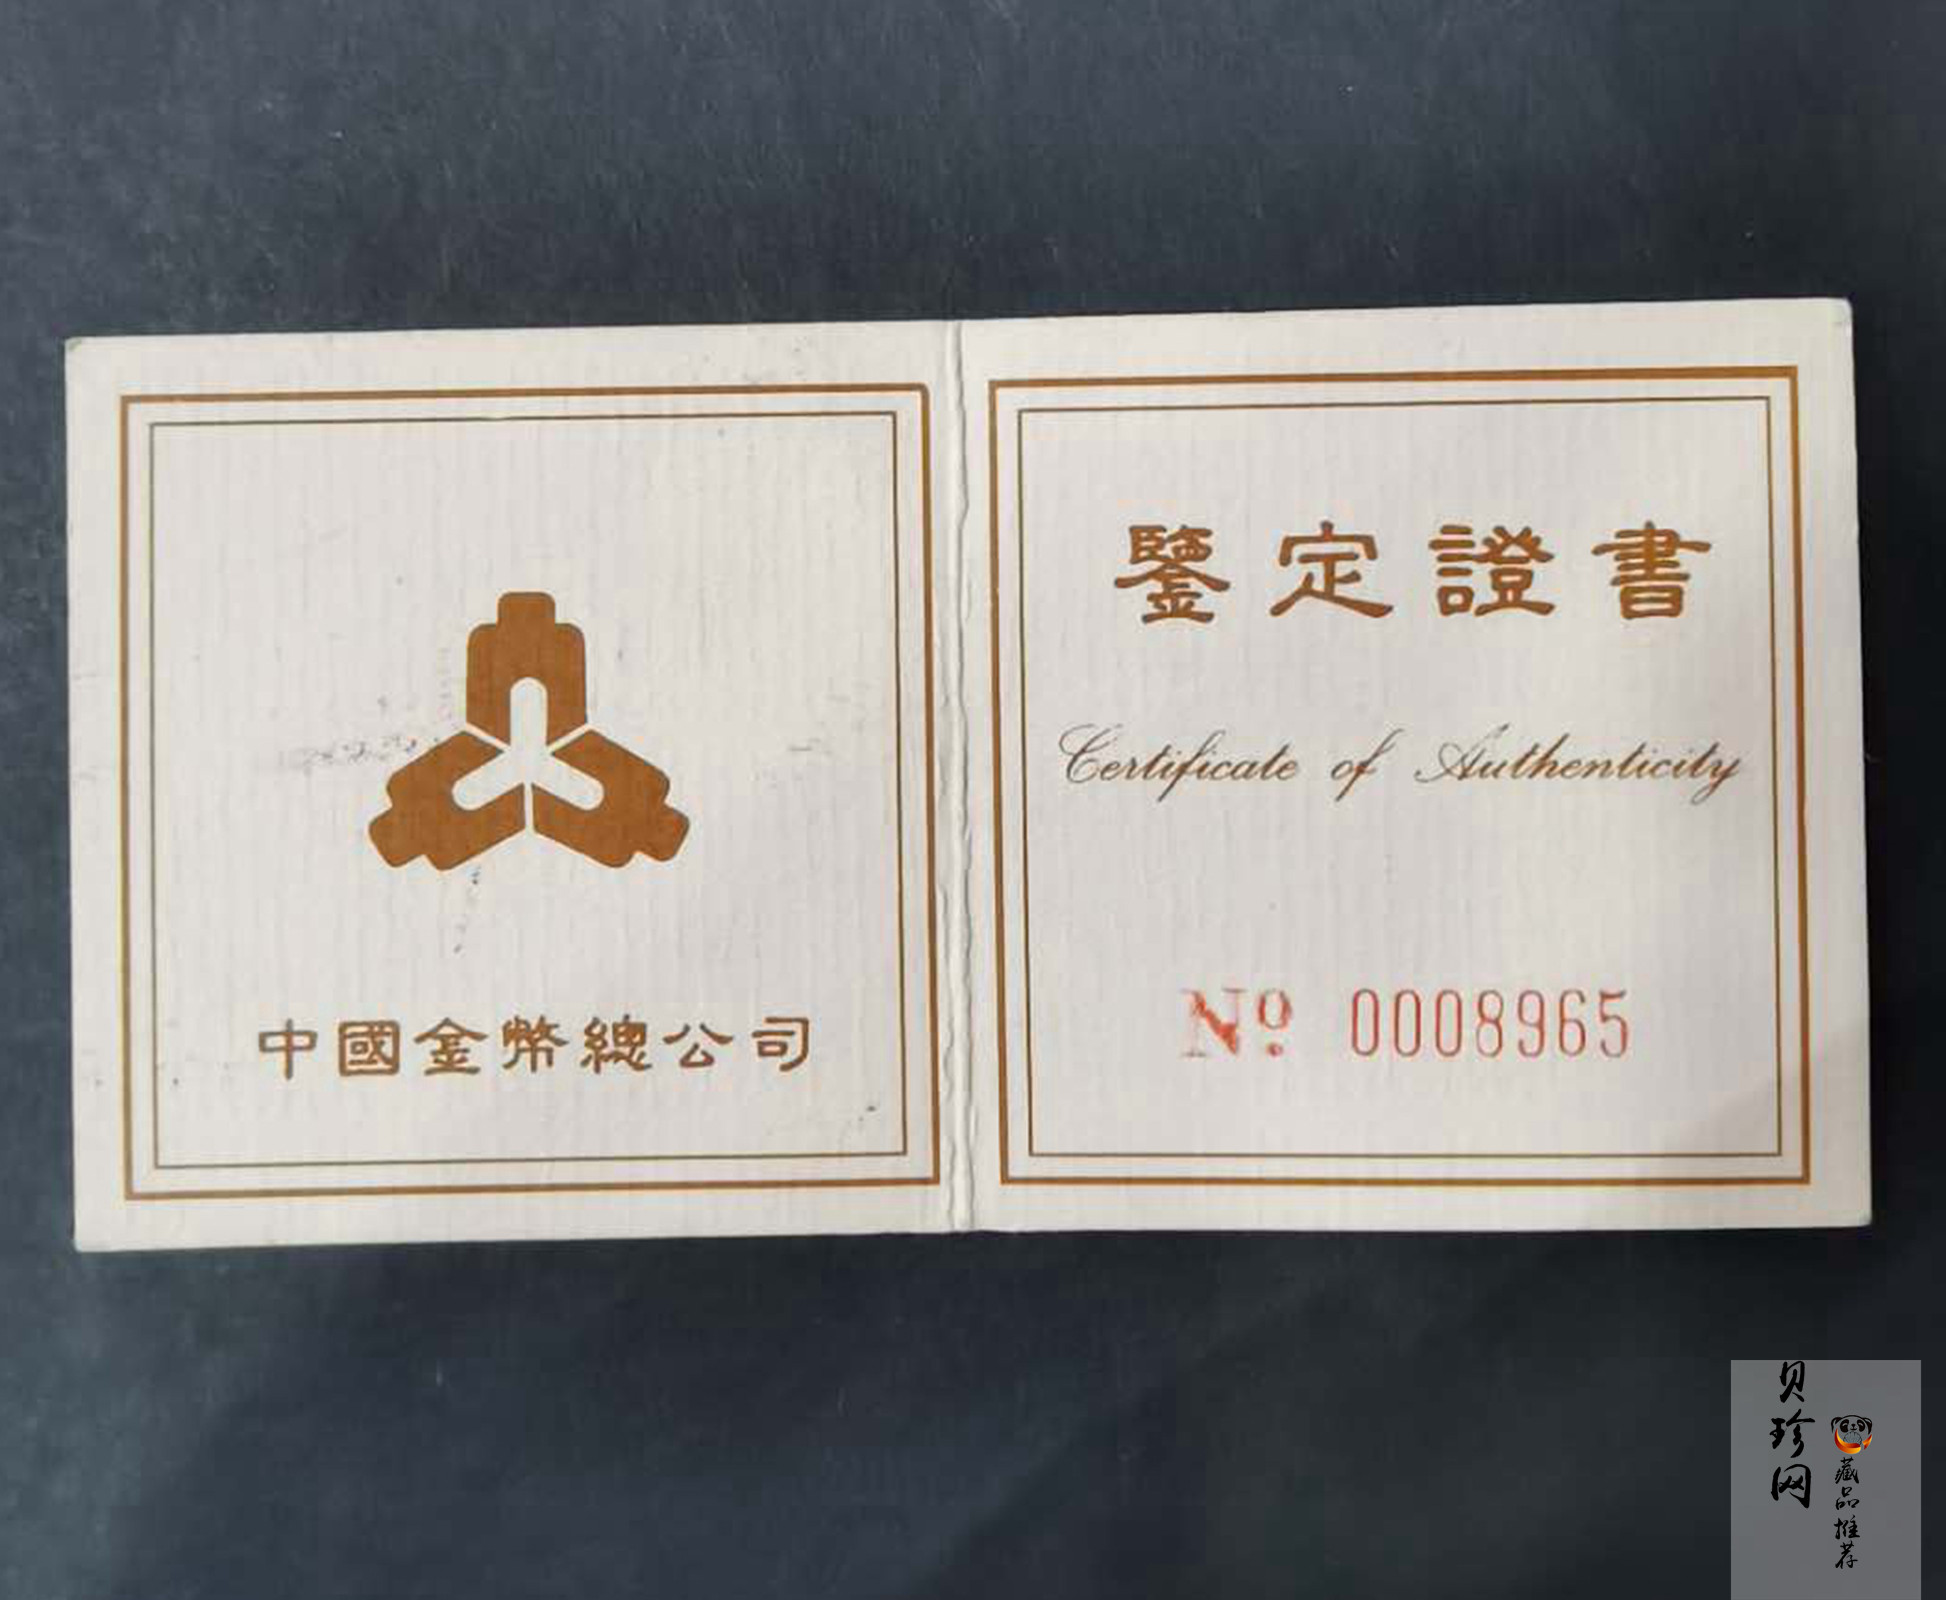 中國金幣總公司
鑒定證書
Certificate of Authenticity
Nº 0008965
贝珍网
藏品推荐